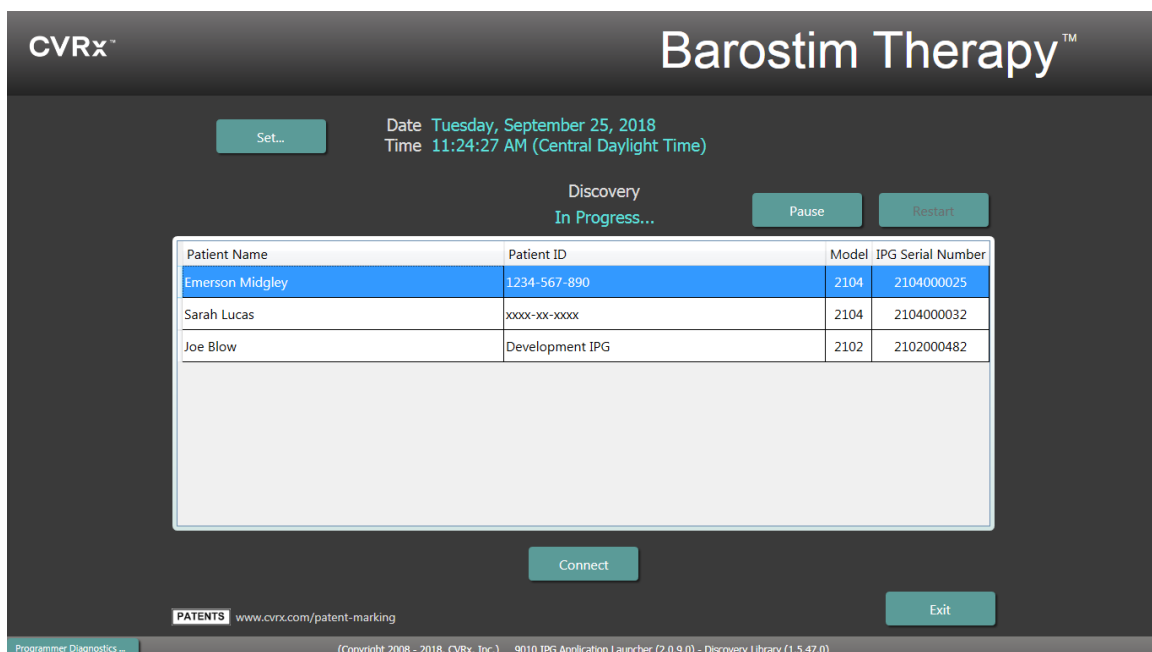 CVRx™
Barostim Therapy™
Set...
Date Tuesday, September 25, 2018
Time 11:24:27 AM (Central Daylight Time)
Discovery
In Progress...
Pause
Restart
Patient Name Patient ID Model IPG Serial Number
Emerson Midgley 1234-567-890 2104 2104000025
Sarah Lucas xxxx-xx-xxxx 2104 2104000032
Joe Blow Development IPG 2102 2102000482
Connect
PATENTS www.cvrx.com/patent-marking
Exit
Programmer Diagnostics ... (Copyright 2008 - 2018, CVRx, Inc.) 9010 IPG Application Launcher (2.0.9.0) - Discovery Library (1.5.47.0)